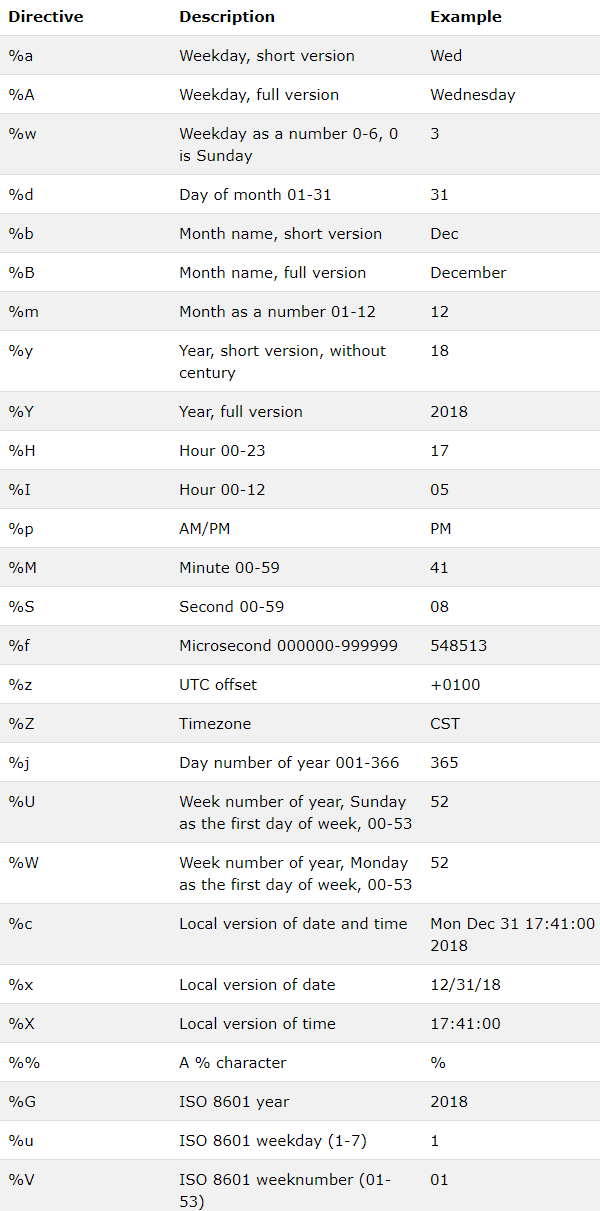 Directive Description Example
%a Weekday, short version Wed
%A Weekday, full version Wednesday
%w Weekday as a number 0-6, 0 3
is Sunday
%d Day of month 01-31 31
%b Month name, short version Dec
%B Month name, full version December
%m Month as a number 01-12 12
%y Year, short version, without 18
century
%Y Year, full version 2018
%H Hour 00-23 17
%I Hour 00-12 05
%p AM/PM PM
%M Minute 00-59 41
%S Second 00-59 08
%f Microsecond 000000-999999 548513
%z UTC offset +0100
%Z Timezone CST
%j Day number of year 001-366 365
%U Week number of year, Sunday 52
as the first day of week, 00-53
%W Week number of year, Monday 52
as the first day of week, 00-53
%c Local version of date and time Mon Dec 31 17:41:00
2018
%x Local version of date 12/31/18
%X Local version of time 17:41:00
%% A % character %
%G ISO 8601 year 2018
%u ISO 8601 weekday (1-7) 1
%V ISO 8601 weeknumber (01- 01
53)